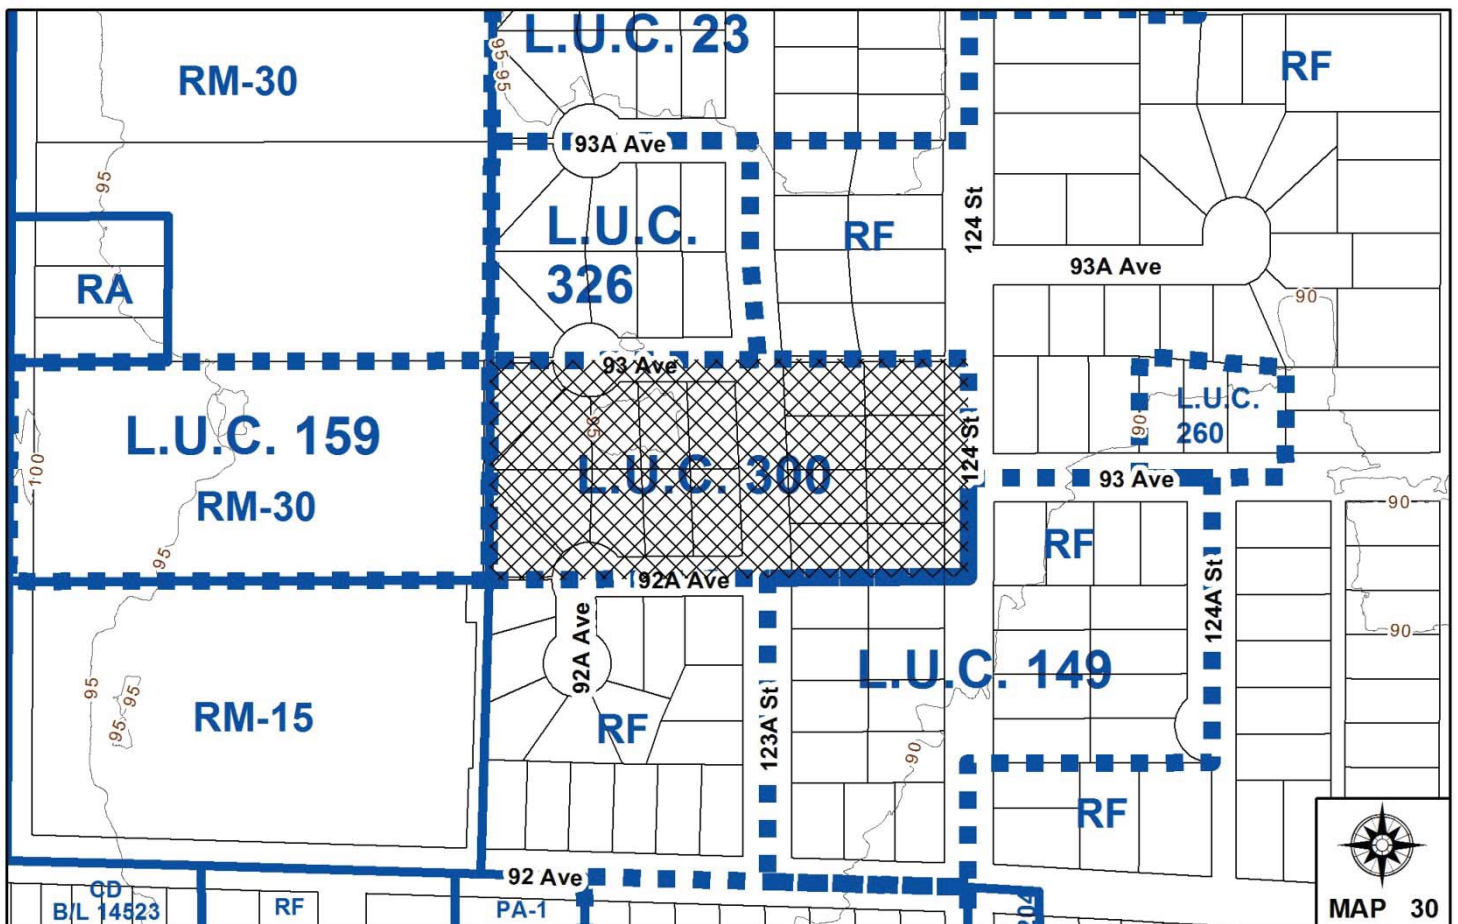 L.U.C. 23
RM-30
RF
95
95
93A Ave
95
L.U.C.
326
RF
124 St
93A Ave
RA
90
93 Ave
L.U.C. 159
RM-30
100
95
95
L.U.C. 300
124 St
L.U.C.
260
90
93 Ave
90
RF
92A Ave
124A St
90
92A Ave
L.U.C. 149
RM-15
95
95
95
RF
123A St
90
RF
92 Ave
CD
B/L 14523
RF
PA-1
204
MAP 30